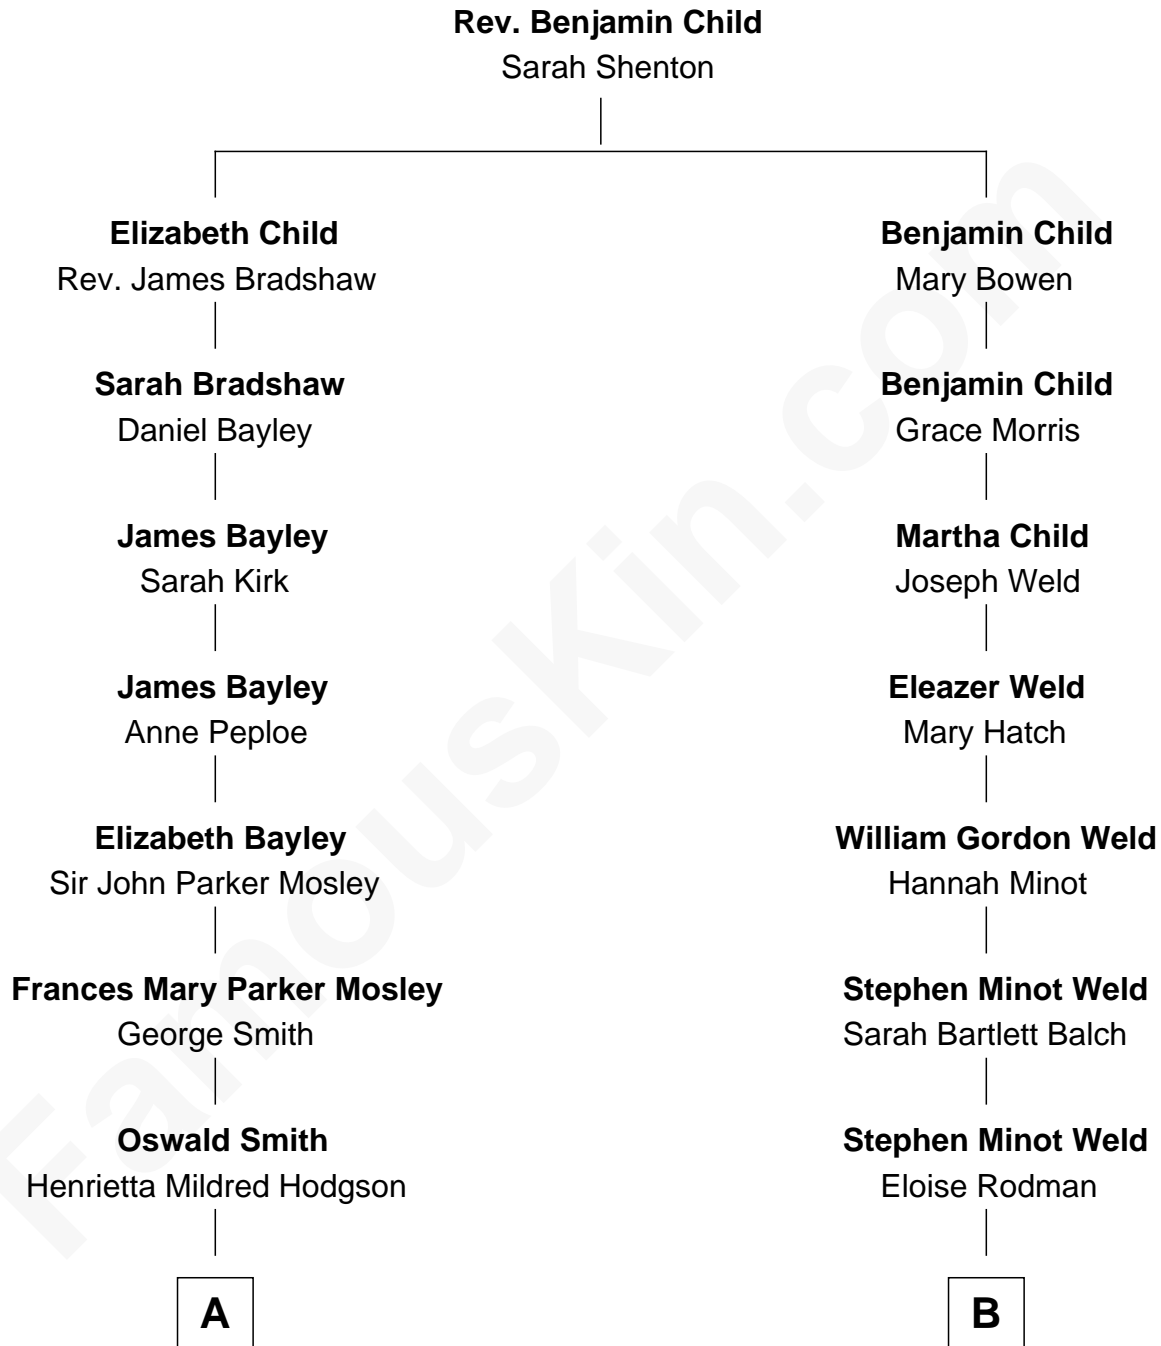 Rev. Benjamin Child
Sarah Shenton
Elizabeth Child
Rev. James Bradshaw
Benjamin Child
Mary Bowen
Sarah Bradshaw
Daniel Bayley
Benjamin Child
Grace Morris
James Bayley
Sarah Kirk
Martha Child
Joseph Weld
James Bayley
Anne Peploe
Eleazer Weld
Mary Hatch
Elizabeth Bayley
Sir John Parker Mosley
William Gordon Weld
Hannah Minot
Frances Mary Parker Mosley
George Smith
Stephen Minot Weld
Sarah Bartlett Balch
Oswald Smith
Henrietta Mildred Hodgson
Stephen Minot Weld
Eloise Rodman
A
B
FamousKin.com